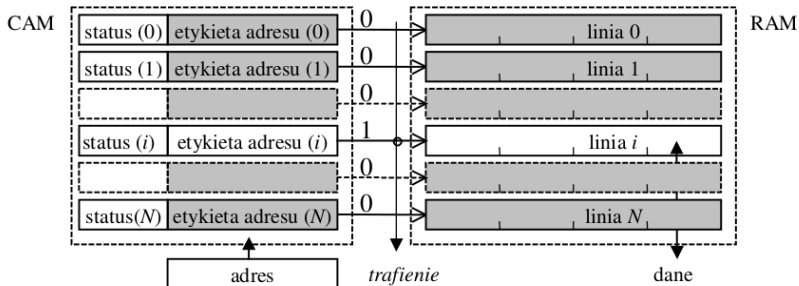 CAM
RAM
status (0) etykieta adresu (0) 0 linia 0
status (1) etykieta adresu (1) 0 linia 1
0
status (i) etykieta adresu (i) 1 linia i
0
status(N) etykieta adresu (N) 0 linia N
adres trafienie dane